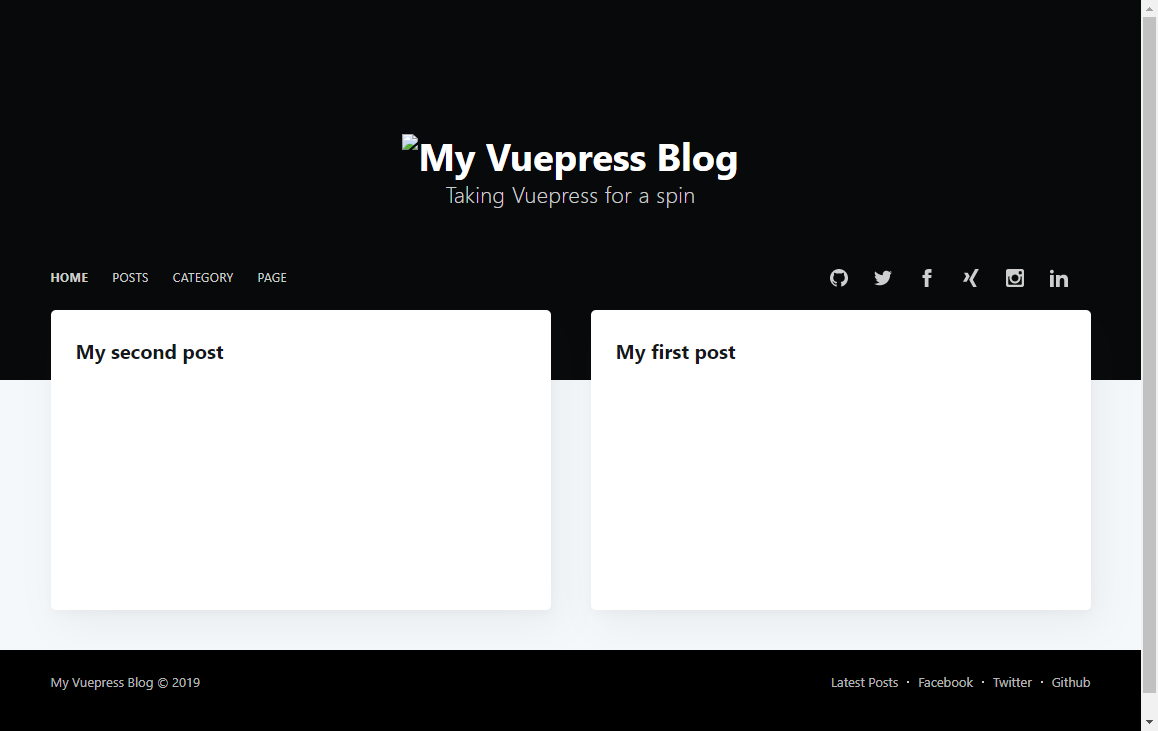 My Vuepress Blog
Taking Vuepress for a spin
HOME POSTS CATEGORY PAGE
My second post
My first post
My Vuepress Blog © 2019
Latest Posts · Facebook · Twitter · Github